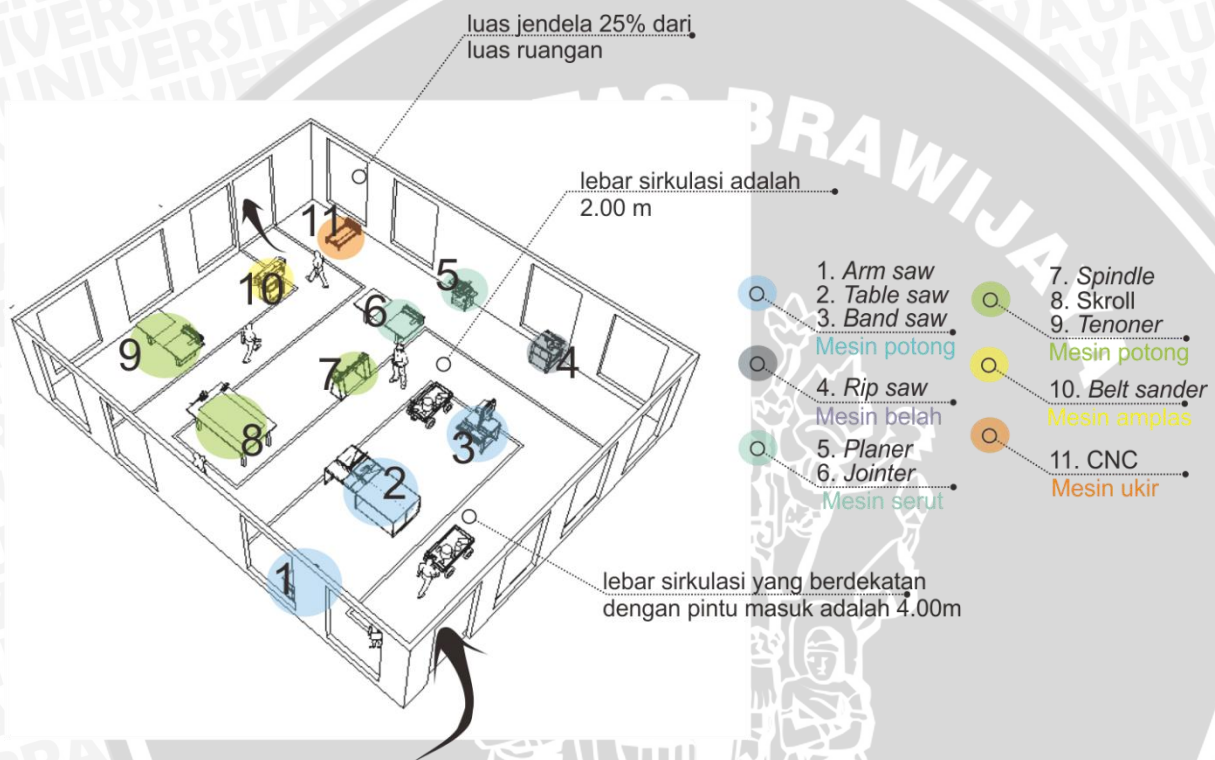 luas jendela 25% dari
luas ruangan
lebar sirkulasi adalah
2.00 m
11
5
10
6
9
7
4
8
3
2
1
lebar sirkulasi yang berdekatan
dengan pintu masuk adalah 4.00m
1. Arm saw
2. Table saw
3. Band saw
Mesin potong
4. Rip saw
Mesin belah
5. Planer
6. Jointer
Mesin serut
7. Spindle
8. Skroll
9. Tenoner
Mesin potong
10. Belt sander
Mesin amplas
11. CNC
Mesin ukir
TAS BRAWIJAYA